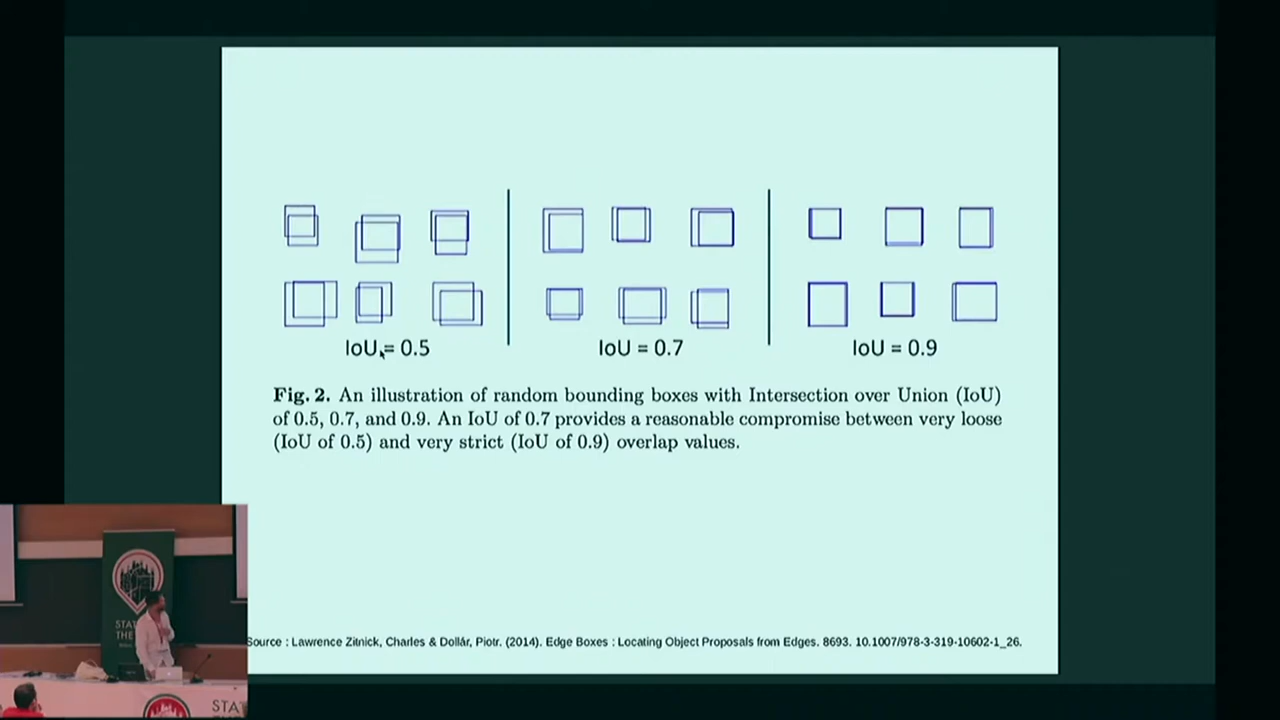 IoU = 0.5
IoU = 0.7
IoU = 0.9
Fig. 2. An illustration of random bounding boxes with Intersection over Union (IoU)
of 0.5, 0.7, and 0.9. An IoU of 0.7 provides a reasonable compromise between very loose
(IoU of 0.5) and very strict (IoU of 0.9) overlap values.
Source : Lawrence Zitnick, Charles & Dollár, Piotr. (2014). Edge Boxes : Locating Object Proposals from Edges. 8693. 10.1007/978-3-319-10602-1_26.
STA
THE
STA